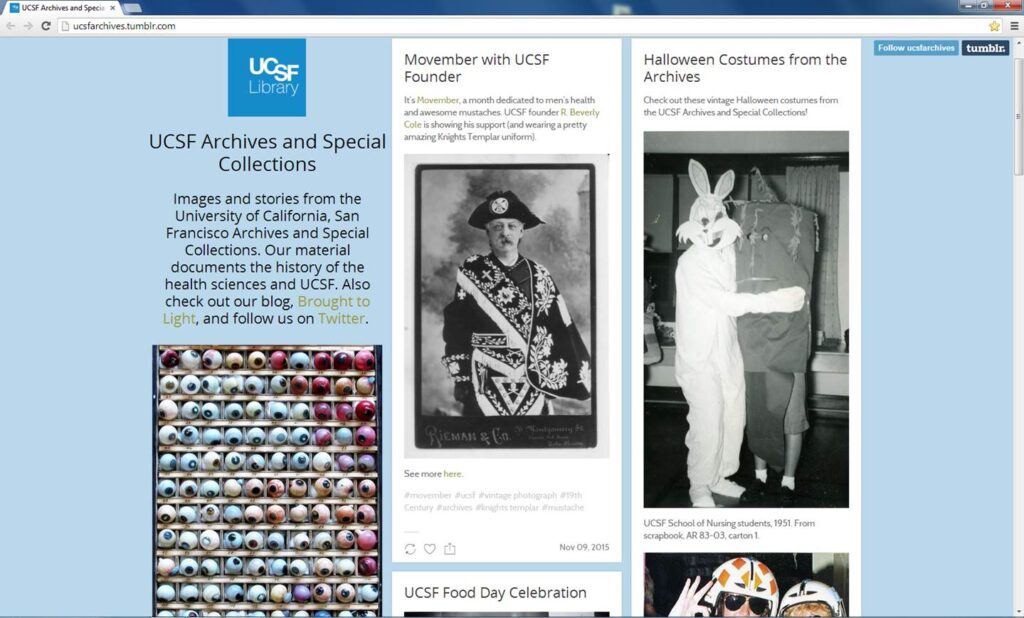 UCSF Archives and Specia
ucsfarchives.tumblr.com
Follow ucsfarchives
tumblr.
UCSF
Library
UCSF Archives and Special
Collections
Images and stories from the
University of California, San
Francisco Archives and Special
Collections. Our material
documents the history of the
health sciences and UCSF. Also
check out our blog, Brought to
Light, and follow us on Twitter.
Movember with UCSF
Founder
It's Movember, a month dedicated to men's health
and awesome mustaches. UCSF founder R. Beverly
Cole is showing his support (and wearing a pretty
amazing Knights Templar uniform).
RIEMAN & CO.
Montgomery St.
See more here.
#movember #ucsf #vintage photograph #19th
Century #archives #knights templar #mustache
Nov 09, 2015
UCSF Food Day Celebration
Halloween Costumes from the
Archives
Check out these vintage Halloween costumes from
the UCSF Archives and Special Collections!
UCSF School of Nursing students, 1951. From
scrapbook, AR 83-03, carton 1.